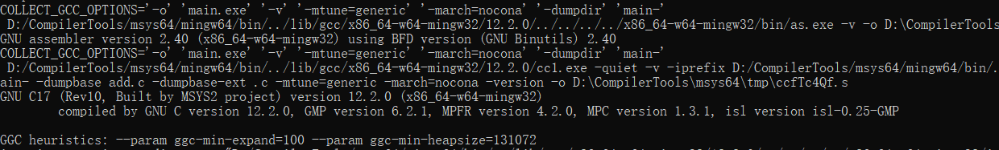 COLLECT_GCC_OPTIONS='-o' 'main.exe' '-v' '-mtune=generic' '-march=nocona' '-dumpdir' 'main-'
 D:/CompilerTools/msys64/mingw64/bin/../lib/gcc/x86_64-w64-mingw32/12.2.0/../../../../x86_64-w64-mingw32/bin/as.exe -v -o D:\CompilerTools
GNU assembler version 2.40 (x86_64-w64-mingw32) using BFD version (GNU Binutils) 2.40
COLLECT_GCC_OPTIONS='-o' 'main.exe' '-v' '-mtune=generic' '-march=nocona' '-dumpdir' 'main-'
 D:/CompilerTools/msys64/mingw64/bin/../lib/gcc/x86_64-w64-mingw32/12.2.0/cc1.exe -quiet -v -iprefix D:/CompilerTools/msys64/mingw64/bin/.
ain- -dumpbase add.c -dumpbase-ext .c -mtune=generic -march=nocona -version -o D:\CompilerTools\msys64\tmp\ccfTc4Qf.s
GNU C17 (Rev10, Built by MSYS2 project) version 12.2.0 (x86_64-w64-mingw32)
        compiled by GNU C version 12.2.0, GMP version 6.2.1, MPFR version 4.2.0, MPC version 1.3.1, isl version isl-0.25-GMP

GGC heuristics: --param ggc-min-expand=100 --param ggc-min-heapsize=131072